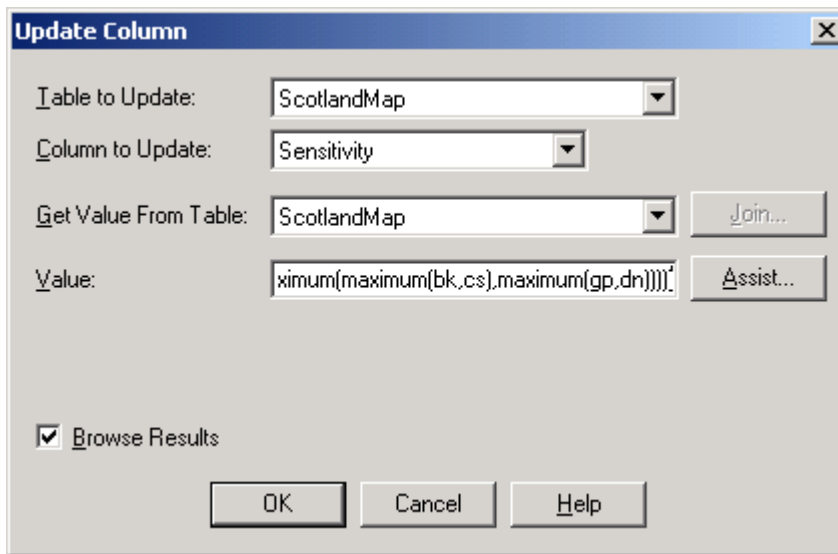 Update Column
Table to Update: ScotlandMap
Column to Update: Sensitivity
Get Value From Table: ScotlandMap Join...
Value: ximum(maximum(bk,cs),maximum(gp,dn)))) Assist...
Browse Results
OK Cancel Help